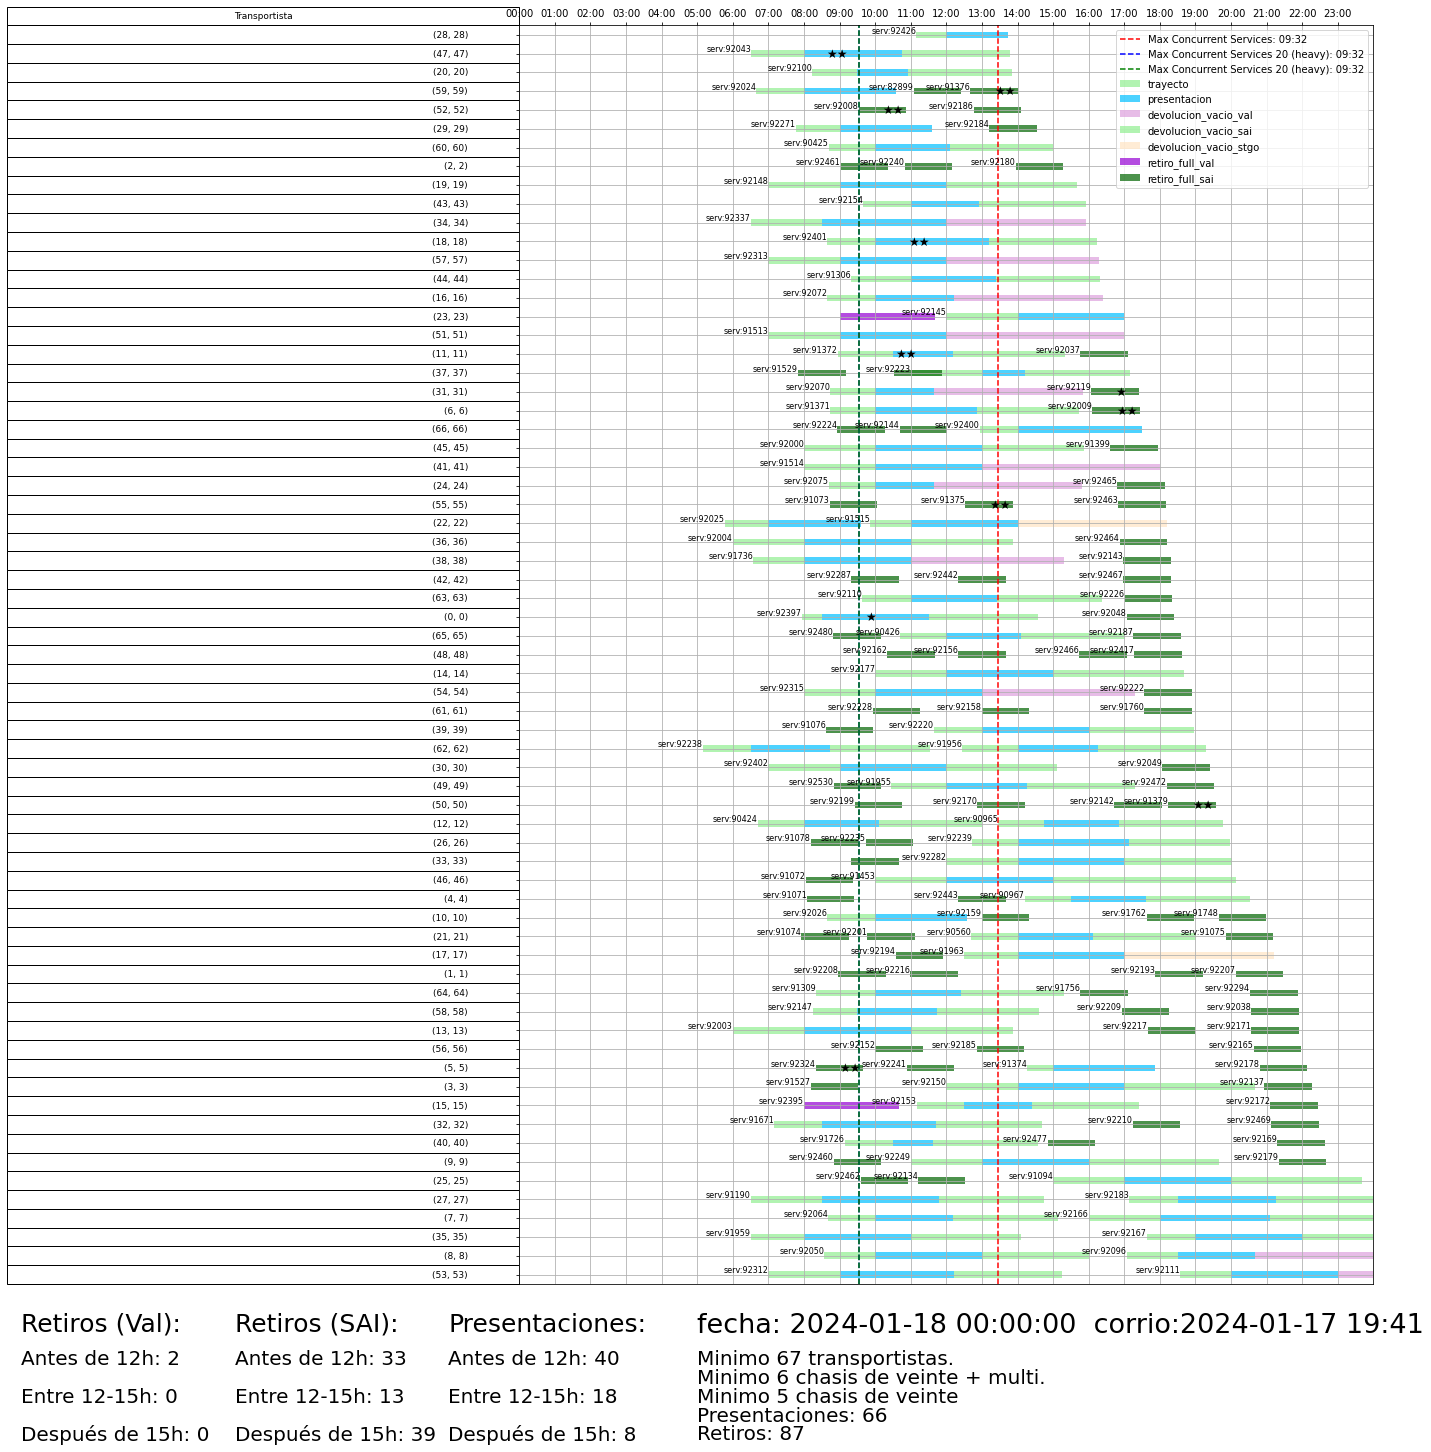 Transportista
00:00 01:00 02:00 03:00 04:00 05:00 06:00 07:00 08:00 09:00 10:00 11:00 12:00 13:00 14:00 15:00 16:00 17:00 18:00 19:00 20:00 21:00 22:00 23:00
Max Concurrent Services: 09:32
Max Concurrent Services 20 (heavy): 09:32
Max Concurrent Services 20 (heavy): 09:32
trayecto
presentacion
devolucion_vacio_val
devolucion_vacio_sai
devolucion_vacio_stgo
retiro_full_val
retiro_full_sai
(28, 28) serv:92426
(47, 47) serv:92043
(20, 20) serv:92100
(59, 59) serv:92024 serv:82899 serv:91376
(52, 52) serv:92008 serv:92186
(29, 29) serv:92271 serv:92184
(60, 60) serv:90425
(2, 2) serv:92461 serv:92240 serv:92180
(19, 19) serv:92148
(43, 43) serv:92154
(34, 34) serv:92337
(18, 18) serv:92401
(57, 57) serv:92313
(44, 44) serv:91306
(16, 16) serv:92072
(23, 23) serv:92145
(51, 51) serv:91513
(11, 11) serv:91372 serv:92037
(37, 37) serv:91529 serv:92223
(31, 31) serv:92070 serv:92119
(6, 6) serv:91371 serv:92009
(66, 66) serv:92224 serv:92144 serv:92400
(45, 45) serv:92000 serv:91399
(41, 41) serv:91514
(24, 24) serv:92075 serv:92465
(55, 55) serv:91073 serv:91375 serv:92463
(22, 22) serv:92025 serv:91515
(36, 36) serv:92004 serv:92464
(38, 38) serv:91736 serv:92143
(42, 42) serv:92287 serv:92442 serv:92467
(63, 63) serv:92110 serv:92226
(0, 0) serv:92397 serv:92048
(65, 65) serv:92480 serv:90426 serv:92187
(48, 48) serv:92162 serv:92156 serv:92466 serv:92417
(14, 14) serv:92177
(54, 54) serv:92315 serv:92222
(61, 61) serv:92228 serv:92158 serv:91760
(39, 39) serv:91076 serv:92220
(62, 62) serv:92238 serv:91956
(30, 30) serv:92402 serv:92049
(49, 49) serv:92530 serv:91955 serv:92472
(50, 50) serv:92199 serv:92170 serv:92142 serv:91379
(12, 12) serv:90424 serv:90965
(26, 26) serv:91078 serv:92235 serv:92239
(33, 33) serv:92282
(46, 46) serv:91072 serv:91453
(4, 4) serv:91071 serv:92443 serv:90967
(10, 10) serv:92026 serv:92159 serv:91762 serv:91748
(21, 21) serv:91074 serv:92201 serv:90560 serv:91075
(17, 17) serv:92194 serv:91963
(1, 1) serv:92208 serv:92216 serv:92193 serv:92207
(64, 64) serv:91309 serv:91756 serv:92294
(58, 58) serv:92147 serv:92209 serv:92038
(13, 13) serv:92003 serv:92217 serv:92171
(56, 56) serv:92152 serv:92185 serv:92165
(5, 5) serv:92324 serv:92241 serv:91374 serv:92178
(3, 3) serv:91527 serv:92150 serv:92137
(15, 15) serv:92395 serv:92153 serv:92172
(32, 32) serv:91671 serv:92210 serv:92469
(40, 40) serv:91726 serv:92477 serv:92169
(9, 9) serv:92460 serv:92249 serv:92179
(25, 25) serv:92462 serv:92134 serv:91094
(27, 27) serv:91190 serv:92183
(7, 7) serv:92064 serv:92166
(35, 35) serv:91959 serv:92167
(8, 8) serv:92050 serv:92096
(53, 53) serv:92312 serv:92111
Retiros (Val):
Antes de 12h: 2
Entre 12-15h: 0
Después de 15h: 0
Retiros (SAI):
Antes de 12h: 33
Entre 12-15h: 13
Después de 15h: 39
Presentaciones:
Antes de 12h: 40
Entre 12-15h: 18
Después de 15h: 8
fecha: 2024-01-18 00:00:00 corrio:2024-01-17 19:41
Minimo 67 transportistas.
Minimo 6 chasis de veinte + multi.
Minimo 5 chasis de veinte
Presentaciones: 66
Retiros: 87